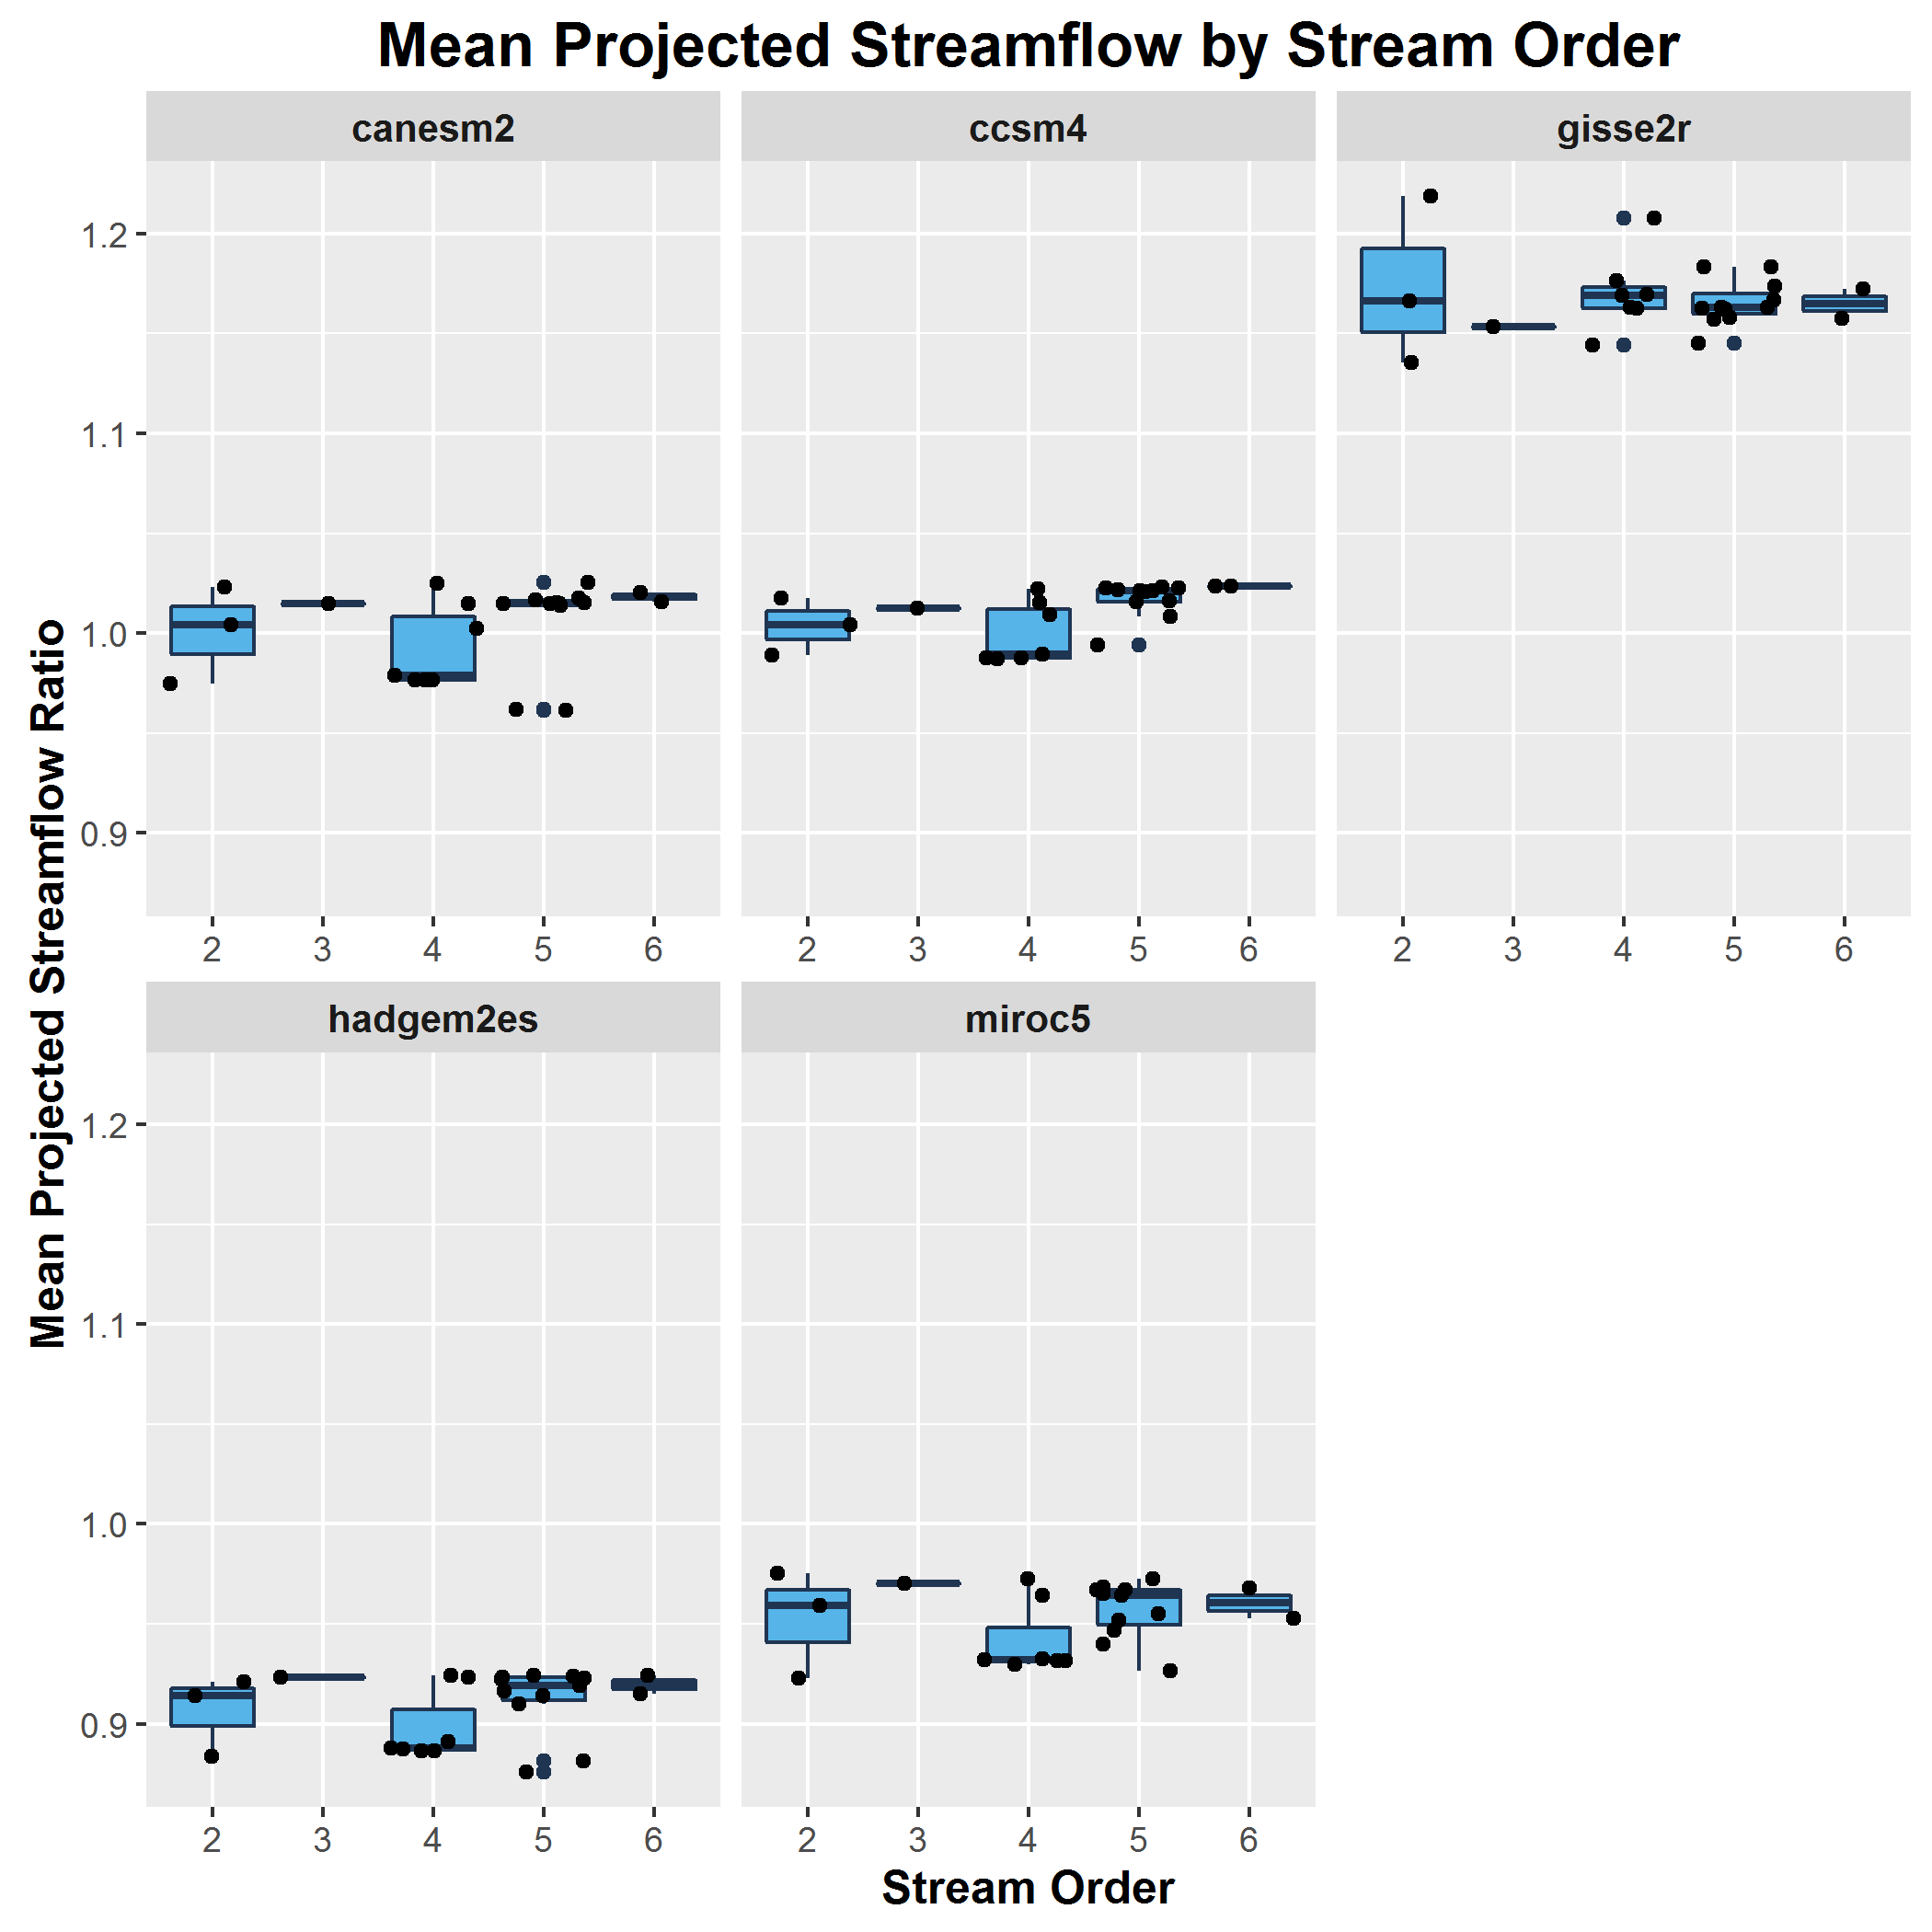 Mean Projected Streamflow by Stream Order
canesm2
ccsm4
gisse2r
1.2
1.1
1.0
0.9
2 3 4 5 6
2 3 4 5 6
2 3 4 5 6
Mean Projected Streamflow Ratio
hadgem2es
miroc5
1.2
1.1
1.0
0.9
2 3 4 5 6
2 3 4 5 6
Stream Order